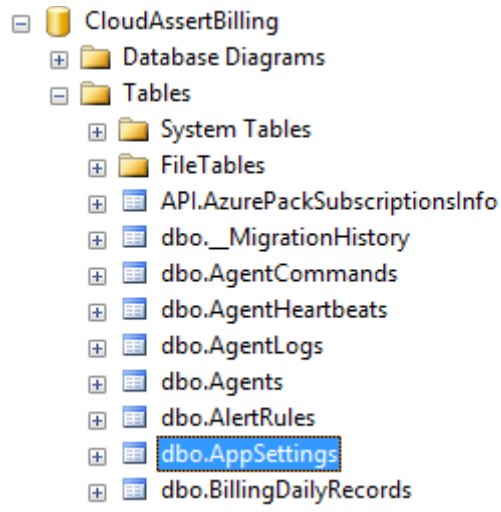 CloudAssertBilling
Database Diagrams
Tables
System Tables
FileTables
API.AzurePackSubscriptionsInfo
dbo.__MigrationHistory
dbo.AgentCommands
dbo.AgentHeartbeats
dbo.AgentLogs
dbo.Agents
dbo.AlertRules
dbo.AppSettings
dbo.BillingDailyRecords